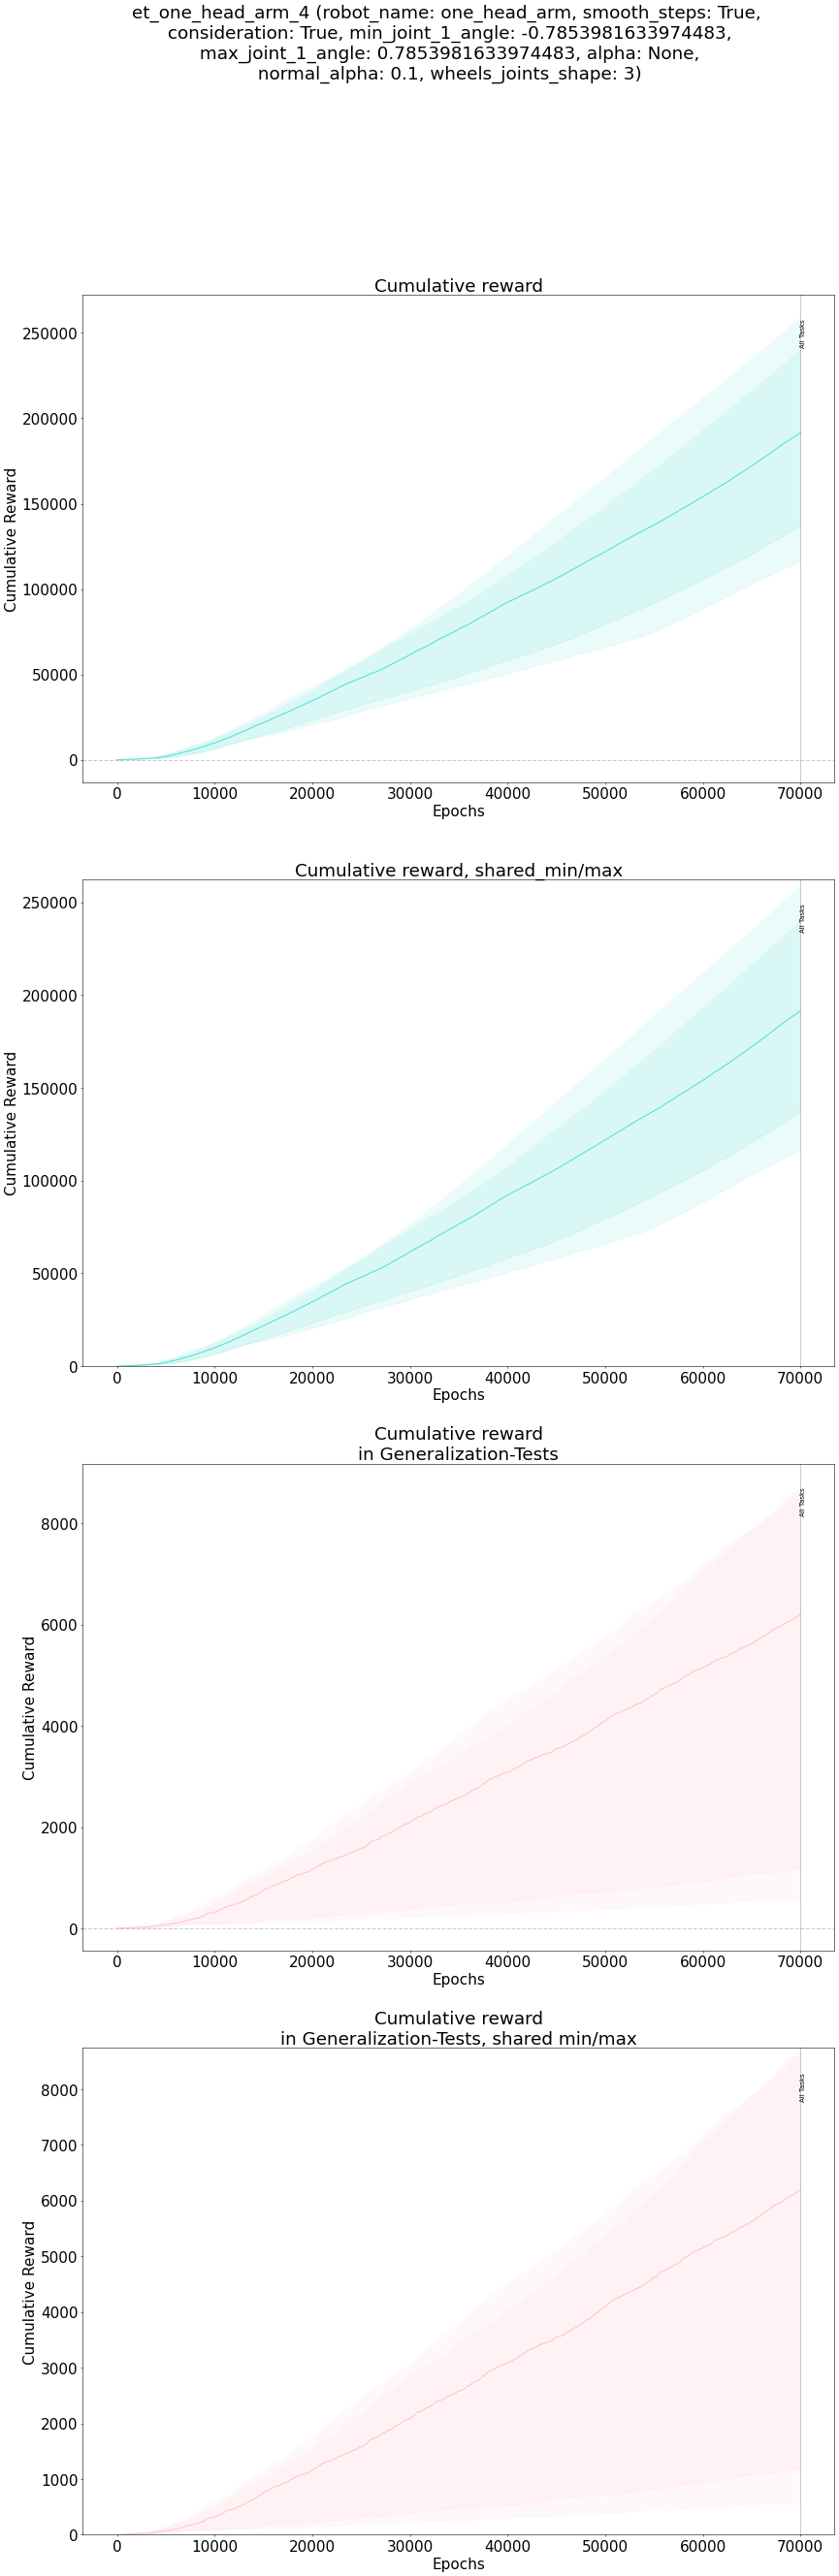 et_one_head_arm_4 (robot_name: one_head_arm, smooth_steps: True,
consideration: True, min_joint_1_angle: -0.7853981633974483,
max_joint_1_angle: 0.7853981633974483, alpha: None,
normal_alpha: 0.1, wheels_joints_shape: 3)
Cumulative reward
250000
200000
150000
100000
50000
0
Cumulative Reward
All Tasks
0 10000 20000 30000 40000 50000 60000 70000
Epochs
Cumulative reward, shared_min/max
250000
200000
150000
100000
50000
0
Cumulative Reward
All Tasks
0 10000 20000 30000 40000 50000 60000 70000
Epochs
Cumulative reward
in Generalization-Tests
8000
6000
4000
2000
0
Cumulative Reward
All Tasks
0 10000 20000 30000 40000 50000 60000 70000
Epochs
Cumulative reward
in Generalization-Tests, shared min/max
8000
7000
6000
5000
4000
3000
2000
1000
0
Cumulative Reward
All Tasks
0 10000 20000 30000 40000 50000 60000 70000
Epochs